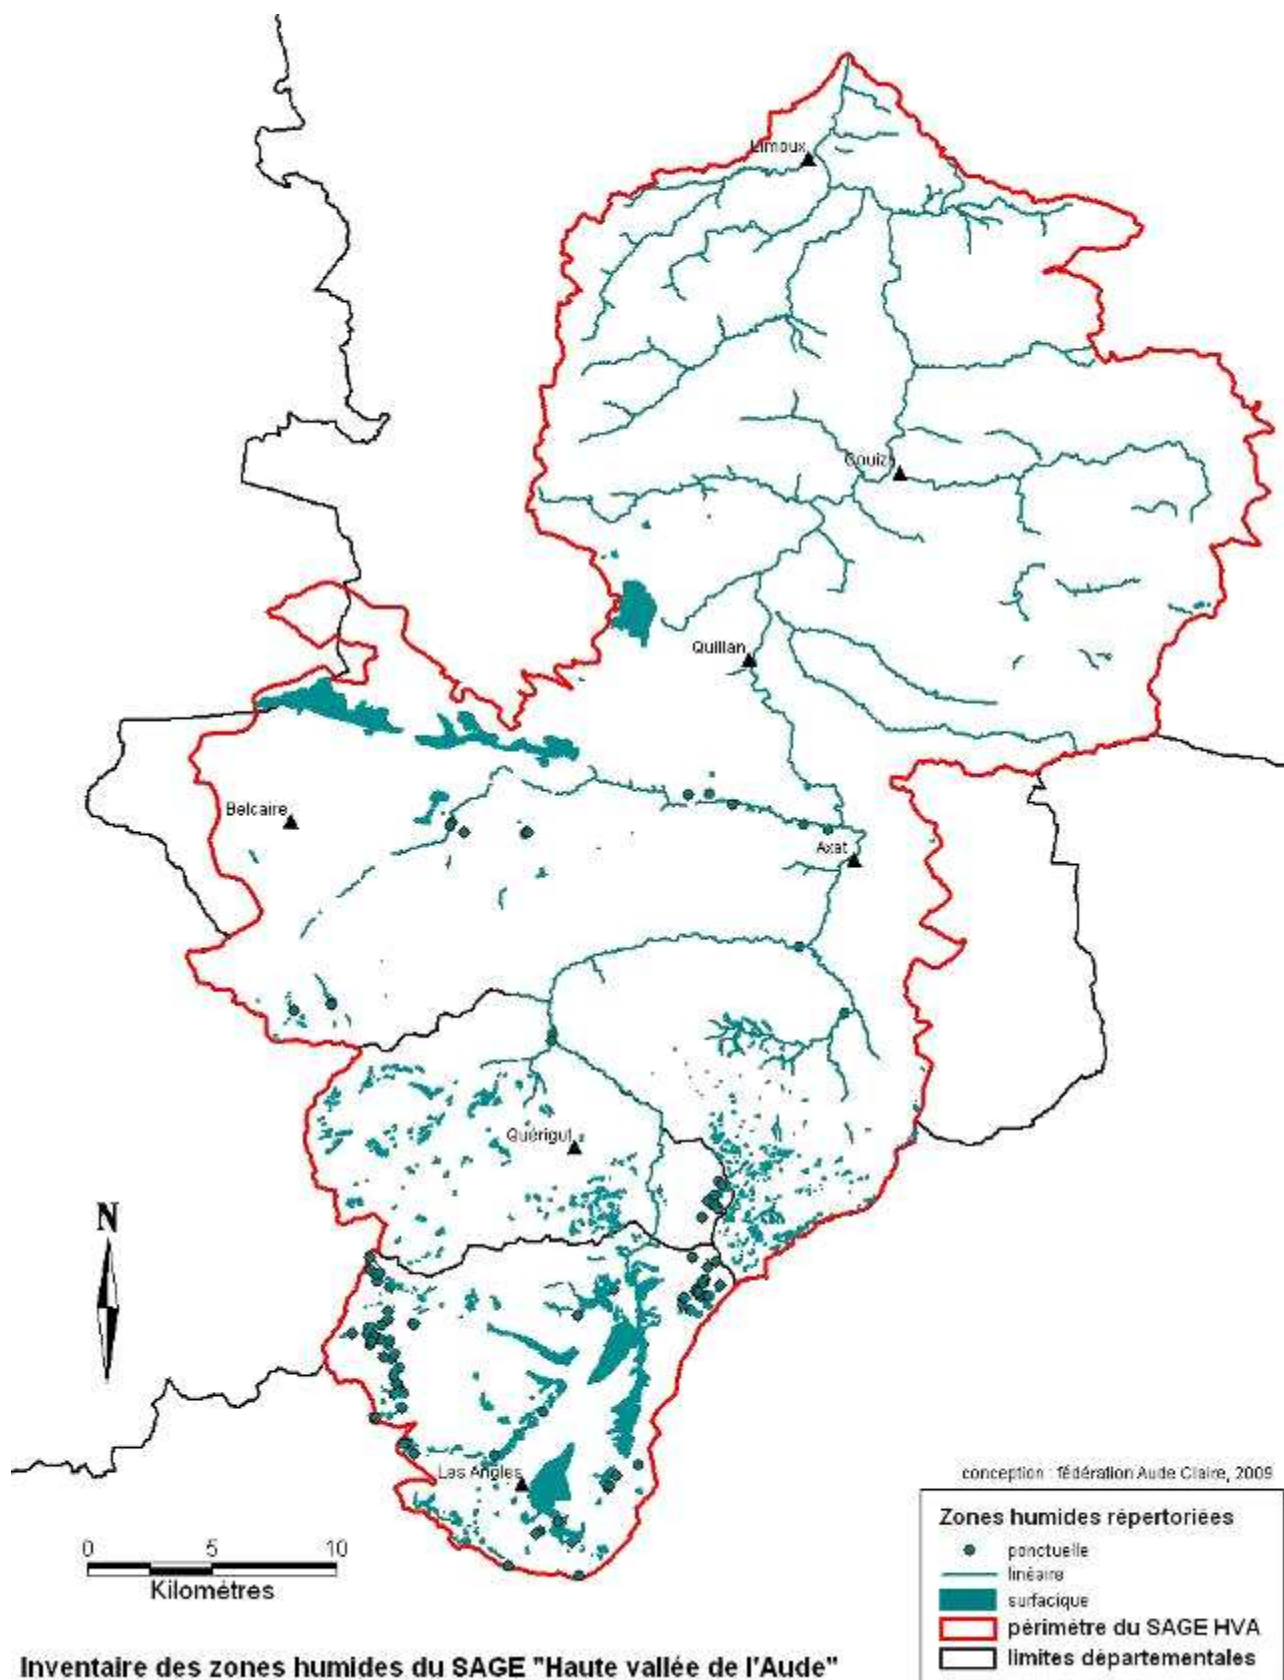 Limoux
Couiza
Quillan
Belcaire
Axat
Quérigut
N
Les Angles
conception : fédération Aude Claire, 2009
Zones humides répertoriées
ponctuelle
linéaire
surfacique
périmètre du SAGE HVA
limites départementales
0 5 10
Kilométres
Inventaire des zones humides du SAGE "Haute vallée de l'Aude"